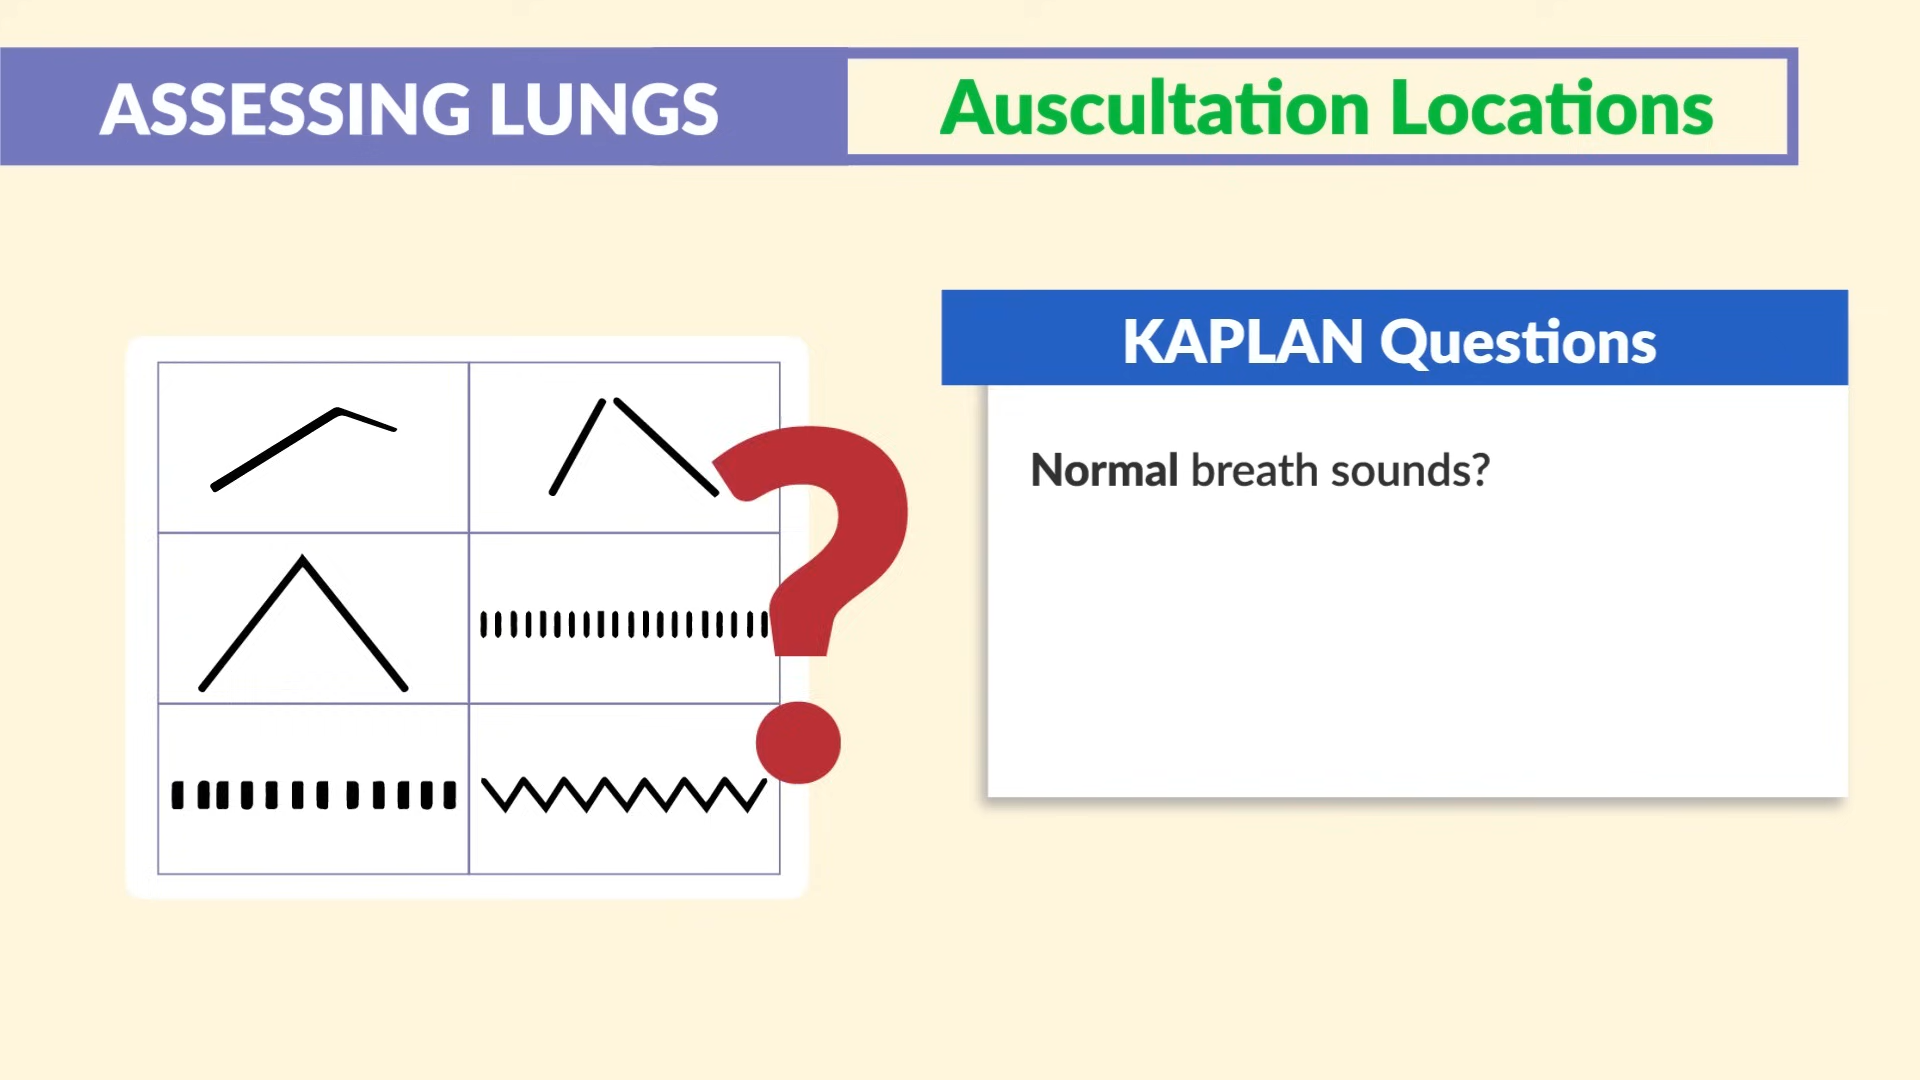 ASSESSING LUNGS
Auscultation Locations
KAPLAN Questions
Normal breath sounds?
?